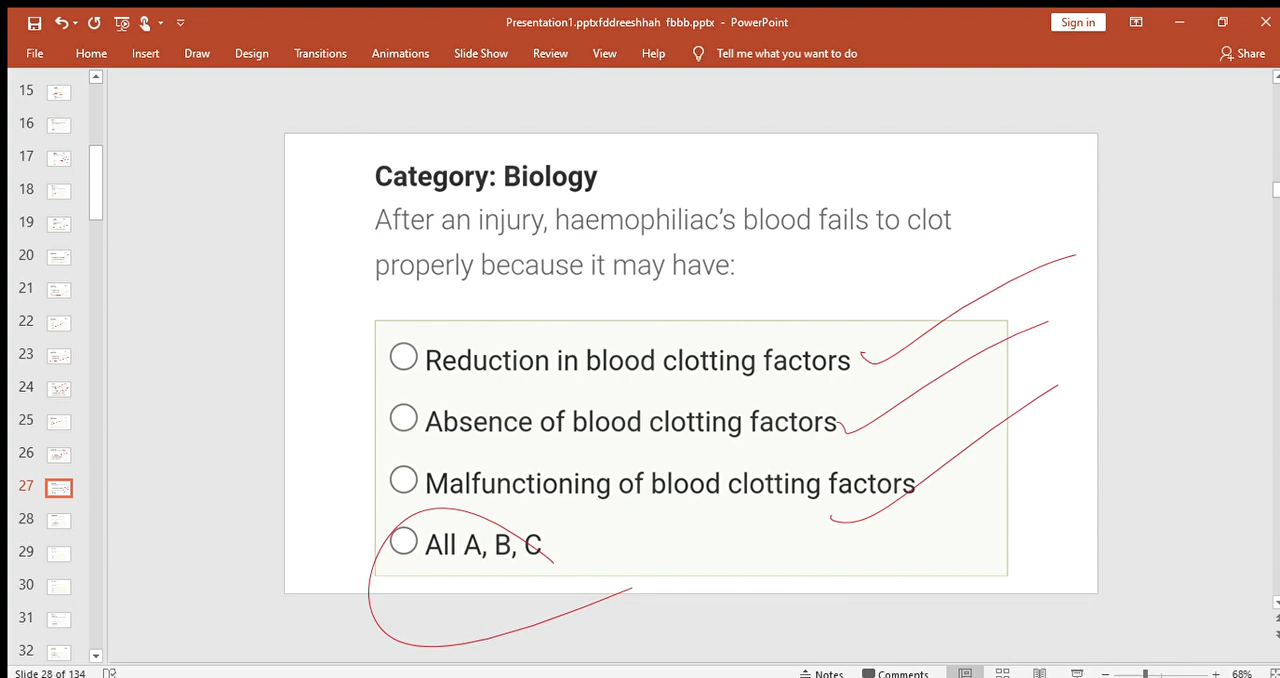 Presentation1.pptxfddreeshhah fbbb.pptx - PowerPoint
Sign in
File Home Insert Draw Design Transitions Animations Slide Show Review View Help Tell me what you want to do Share
15
16
17
18
19
20
21
22
23
24
25
26
27
28
29
30
31
32
Category: Biology
After an injury, haemophiliac's blood fails to clot
properly because it may have:
Reduction in blood clotting factors
Absence of blood clotting factors
Malfunctioning of blood clotting factors
All A, B, C
Slide 28 of 134 Notes Comments 68%